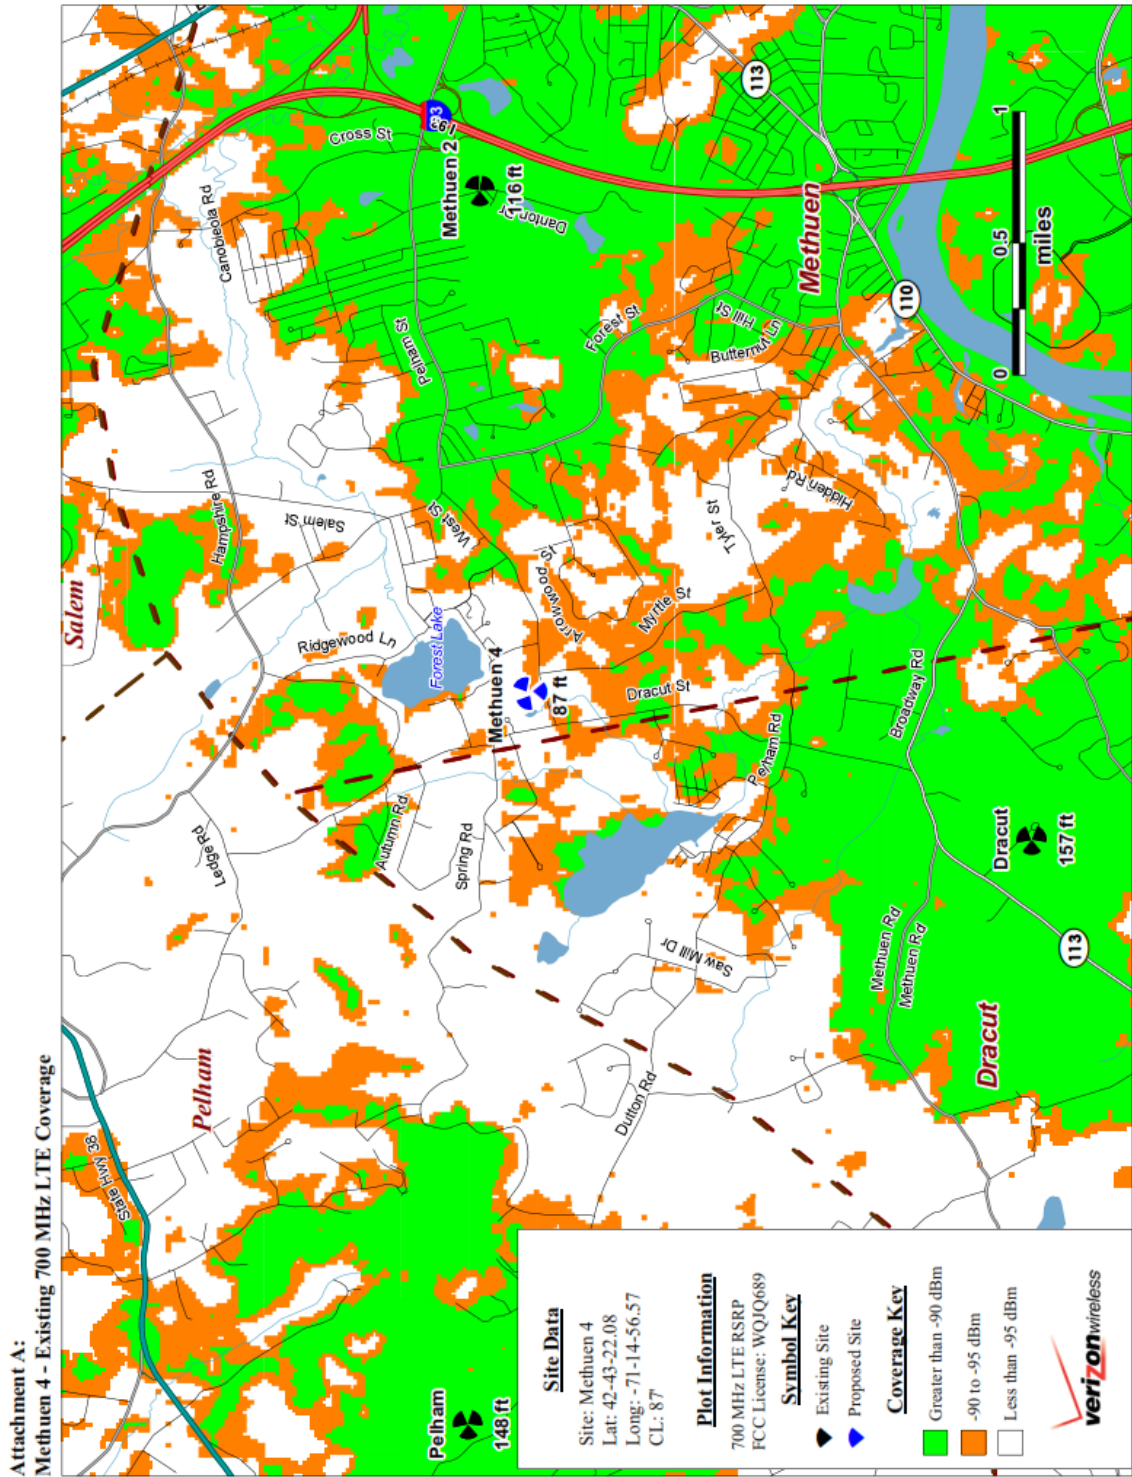 Attachment A:
Methuen 4 - Existing 700 MHz LTE Coverage
State Hwy 38
Pelham
Salem
Ledge Rd
Hampshire Rd
Canobieola Rd
Cross St
Salem St
Ridgewood Ln
Autumn Rd
Spring Rd
Forest Lake
West St
Pelham St
I 93
Methuen 2
116 ft
Danton Dr
Pelham
148 ft
Methuen 4
87 ft
Arrowwood St
Forest St
Myrtle St
Dracut St
Tyler St
Hill St
Butternut Ln
113
Saw Mill Dr
Dutton Rd
Pelham Rd
Hidden Rd
Methuen
110
Broadway Rd
Methuen Rd
Methuen Rd
Dracut
157 ft
113
Dracut
0
0.5
1
miles
Site Data
Site: Methuen 4
Lat: 42-43-22.08
Long: -71-14-56.57
CL: 87'
Plot Information
700 MHz LTE RSRP
FCC License: WQJQ689
Symbol Key
Existing Site
Proposed Site
Coverage Key
Greater than -90 dBm
-90 to -95 dBm
Less than -95 dBm
verizonwireless